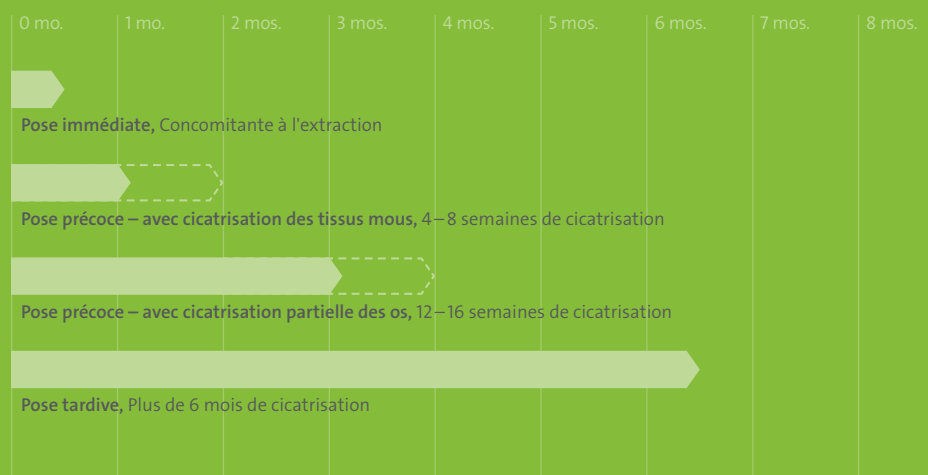 0 mo. 1 mo. 2 mos. 3 mos. 4 mos. 5 mos. 6 mos. 7 mos. 8 mos.
Pose immédiate, Concomitante à l'extraction
Pose précoce – avec cicatrisation des tissus mous, 4–8 semaines de cicatrisation
Pose précoce – avec cicatrisation partielle des os, 12–16 semaines de cicatrisation
Pose tardive, Plus de 6 mois de cicatrisation